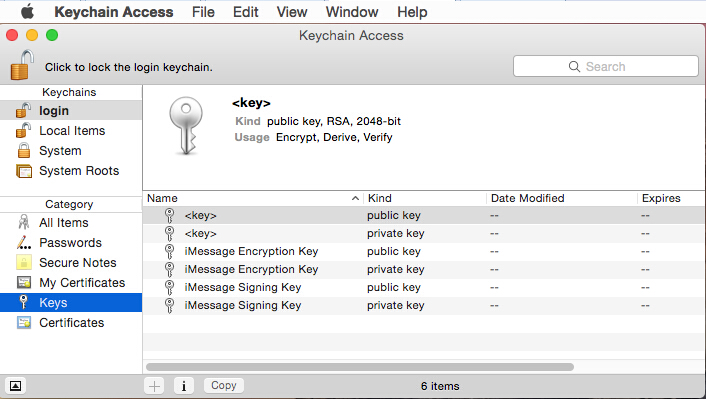 Keychain Access File Edit View Window Help
Keychain Access
Click to lock the login keychain.
Search
Keychains
login
Local Items
System
System Roots
<key>
Kind public key, RSA, 2048-bit
Usage Encrypt, Derive, Verify
Category
All Items
Passwords
Secure Notes
My Certificates
Keys
Certificates
Name Kind Date Modified Expires
<key> public key -- --
<key> private key -- --
iMessage Encryption Key public key -- --
iMessage Encryption Key private key -- --
iMessage Signing Key public key -- --
iMessage Signing Key private key -- --
Copy
6 items